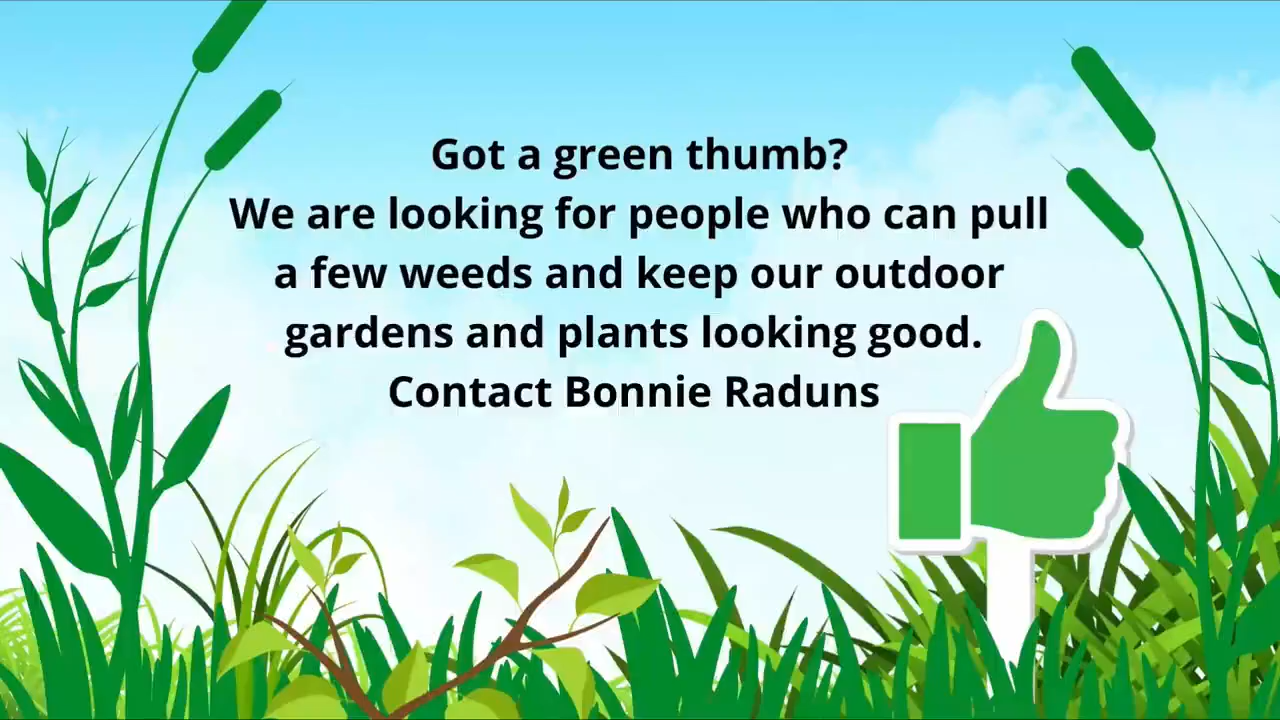 Got a green thumb?
We are looking for people who can pull
a few weeds and keep our outdoor
gardens and plants looking good.
Contact Bonnie Raduns